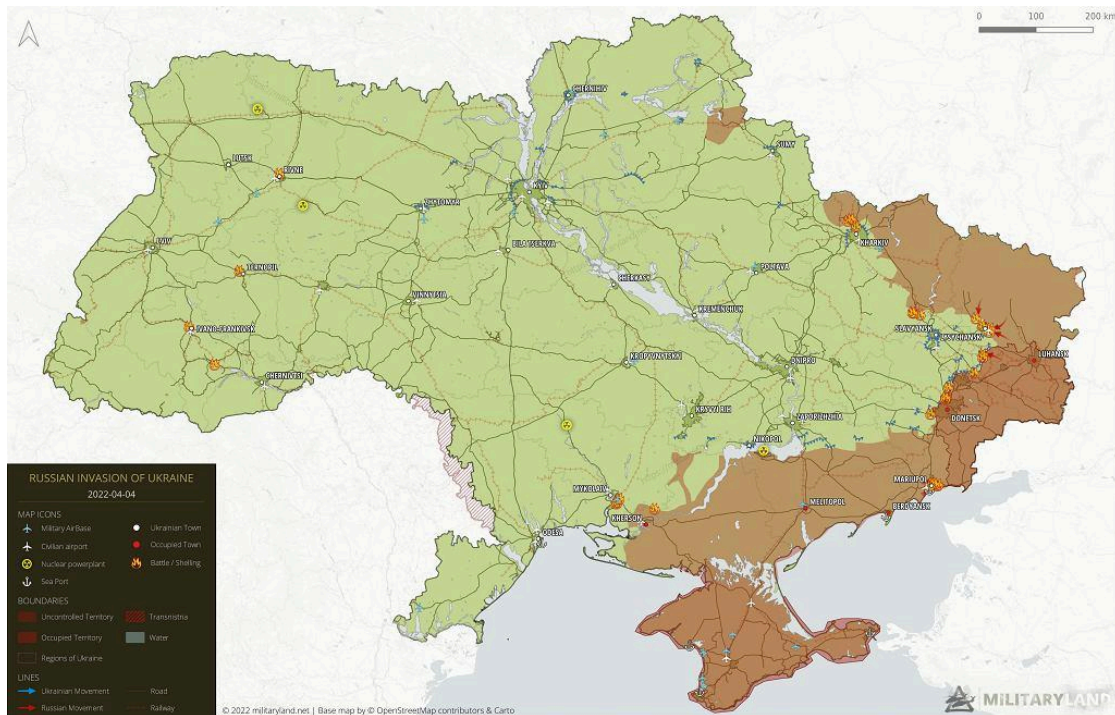 0 100 200 km
CHERNIHIV
SUMY
LUTSK
RIVNE
KYIV
ZHYTOMYR
KHARKIV
LVIV
BILA TSERKVA
TERNOPIL
POLTAVA
CHERKASY
VINNYTSIA
KREMENCHUK
IVANO-FRANKIVSK
SLAVYANSK
LYSYCHANSK
KROPYVNYTSKYI
DNIPRO
LUHANSK
CHERNIVTSI
KRYVYI RIH
DONETSK
ZAPORIZHZHIA
NIKOPOL
RUSSIAN INVASION OF UKRAINE
2022-04-04
MARIUPOL
MYKOLAIV
MELITOPOL
BERDYANSK
KHERSON
ODESA
MAP ICONS
Military AirBase
Ukrainian Town
Civilian airport
Occupied Town
Nuclear powerplant
Battle / Shelling
Sea Port
BOUNDARIES
Uncontrolled Territory
Transnistria
Occupied Territory
Water
Regions of Ukraine
LINES
Ukrainian Movement
Road
Russian Movement
Railway
© 2022 militaryland.net | Base map by © OpenStreetMap contributors & Carto
MILITARYLAND